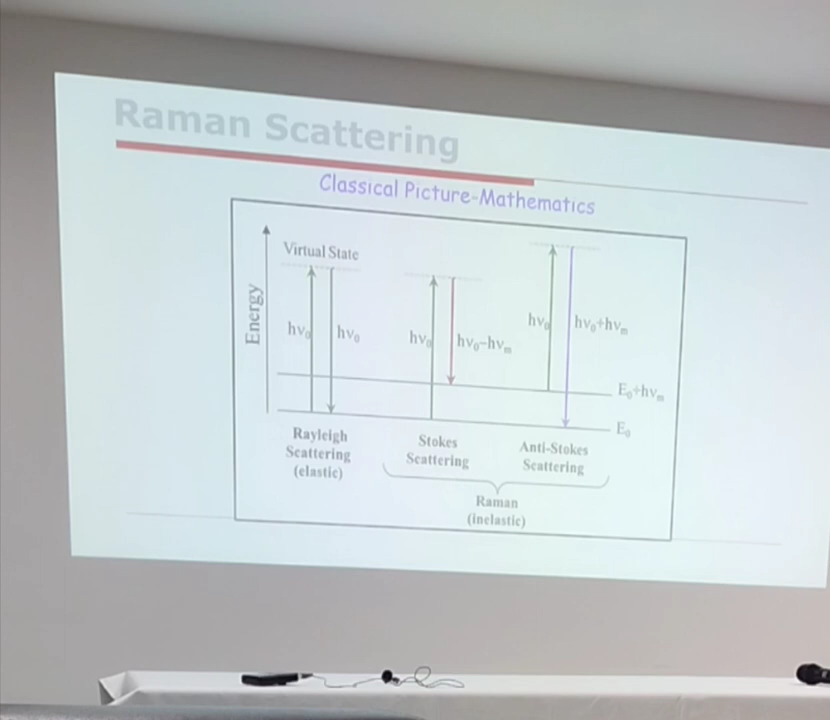 Raman Scattering
Classical Picture-Mathematics
Energy
Virtual State
hν₀
hν₀
hν₀
hν₀-hνₘ
hν₀
hν₀+hνₘ
E₀+hνₘ
E₀
Rayleigh
Scattering
(elastic)
Stokes
Scattering
Anti-Stokes
Scattering
Raman
(inelastic)